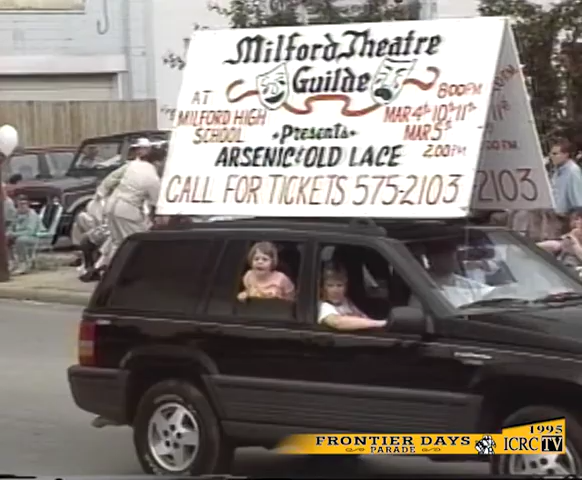 Milford Theatre
Guilde
AT
MILFORD HIGH
SCHOOL
•Presents•
8:00PM
MAR 4th 10th 11th
MAR 5th
2:00PM
ARSENIC & OLD LACE
CALL FOR TICKETS 575-2103
2103
FRONTIER DAYS
PARADE
1995
ICRC TV